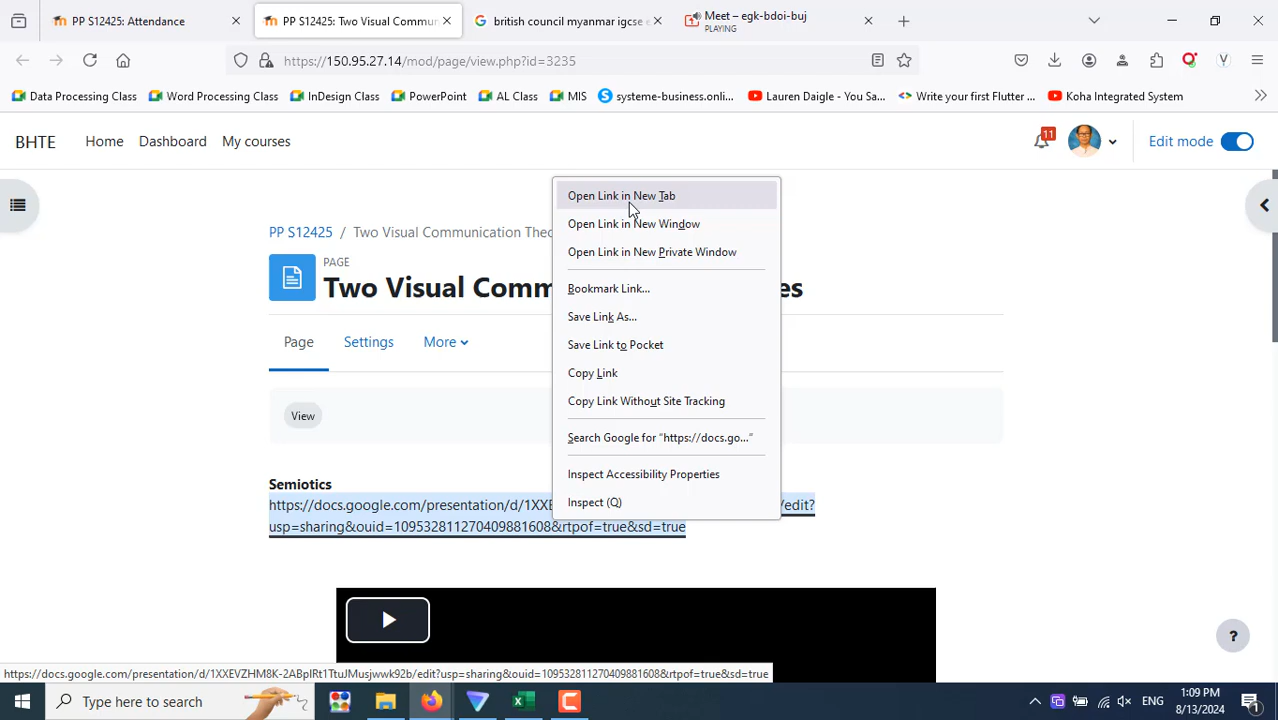 PP S12425: Attendance
PP S12425: Two Visual Commun
british council myanmar igcse e
Meet – egk-bdoi-buj
PLAYING
https://150.95.27.14/mod/page/view.php?id=3235
Data Processing Class
Word Processing Class
InDesign Class
PowerPoint
AL Class
MIS
systeme-business.onli...
Lauren Daigle - You Sa...
Write your first Flutter ...
Koha Integrated System
BHTE
Home
Dashboard
My courses
11
Edit mode
Open Link in New Tab
Open Link in New Window
Open Link in New Private Window
Bookmark Link...
Save Link As...
Save Link to Pocket
Copy Link
Copy Link Without Site Tracking
Search Google for "https://docs.go..."
Inspect Accessibility Properties
Inspect (Q)
PP S12425 / Two Visual Communication Theo
PAGE
Two Visual Comm es
Page
Settings
More
View
Semiotics
https://docs.google.com/presentation/d/1XXE /edit?
usp=sharing&ouid=109532811270409881608&rtpof=true&sd=true
?
https://docs.google.com/presentation/d/1XXEVZHM8K-2ABpIRt1TtuJMusjwwk92b/edit?usp=sharing&ouid=109532811270409881608&rtpof=true&sd=true
Type here to search
ENG
1:09 PM
8/13/2024
1